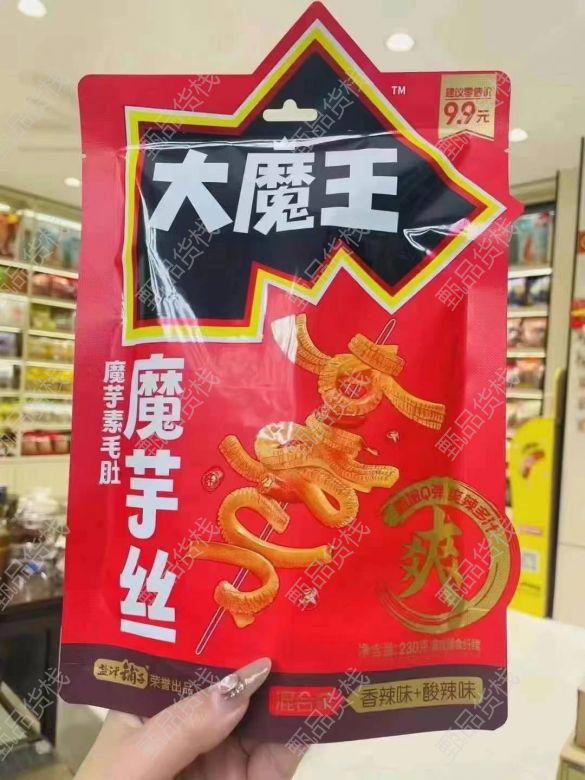 TM
建议零售价
9.9元
大魔王
魔芋素毛肚
魔芋丝
爽
净含量:230克
盐津铺子
荣誉出品
混合
香辣味+酸辣味
甄品货栈